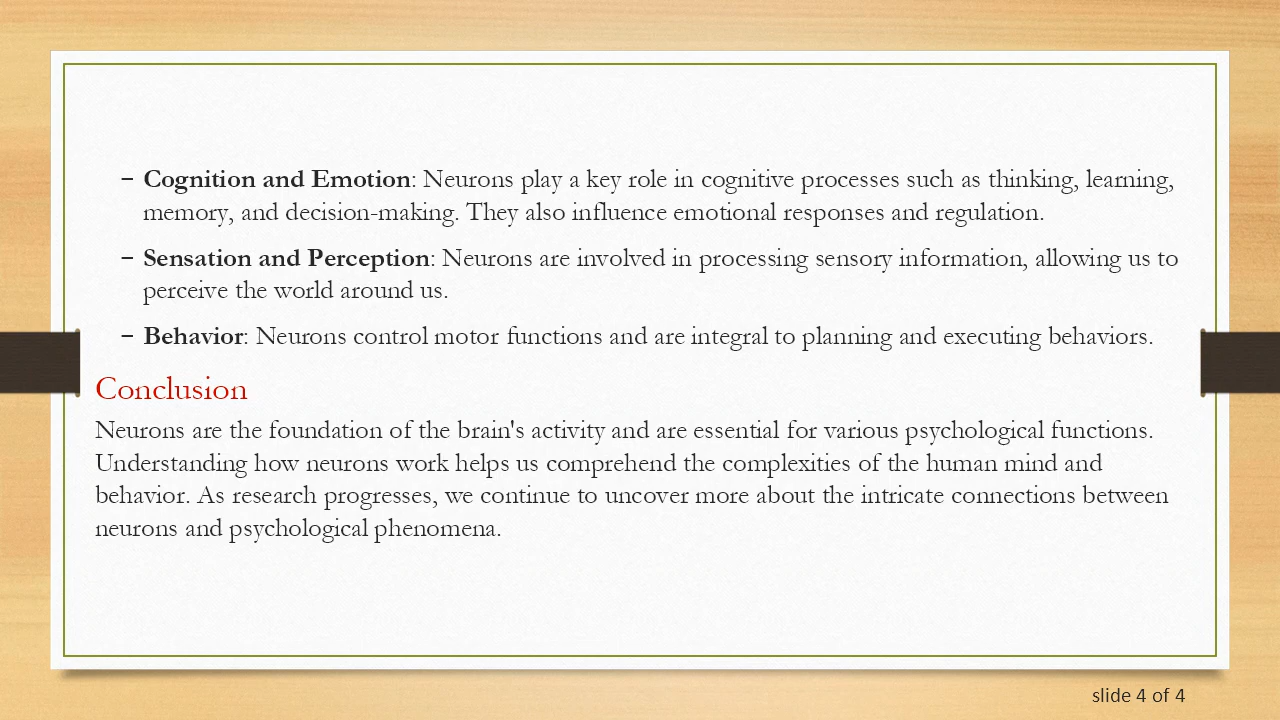 – Cognition and Emotion: Neurons play a key role in cognitive processes such as thinking, learning,
memory, and decision-making. They also influence emotional responses and regulation.
– Sensation and Perception: Neurons are involved in processing sensory information, allowing us to
perceive the world around us.
– Behavior: Neurons control motor functions and are integral to planning and executing behaviors.
Conclusion
Neurons are the foundation of the brain's activity and are essential for various psychological functions.
Understanding how neurons work helps us comprehend the complexities of the human mind and
behavior. As research progresses, we continue to uncover more about the intricate connections between
neurons and psychological phenomena.
slide 4 of 4